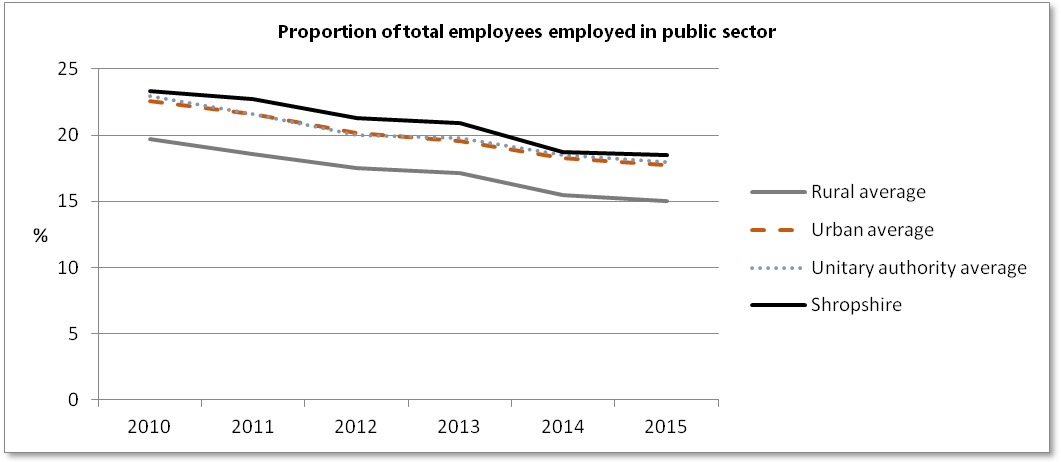 Proportion of total employees employed in public sector
25
20
15
10
5
0
%
2010 2011 2012 2013 2014 2015
Rural average
Urban average
Unitary authority average
Shropshire